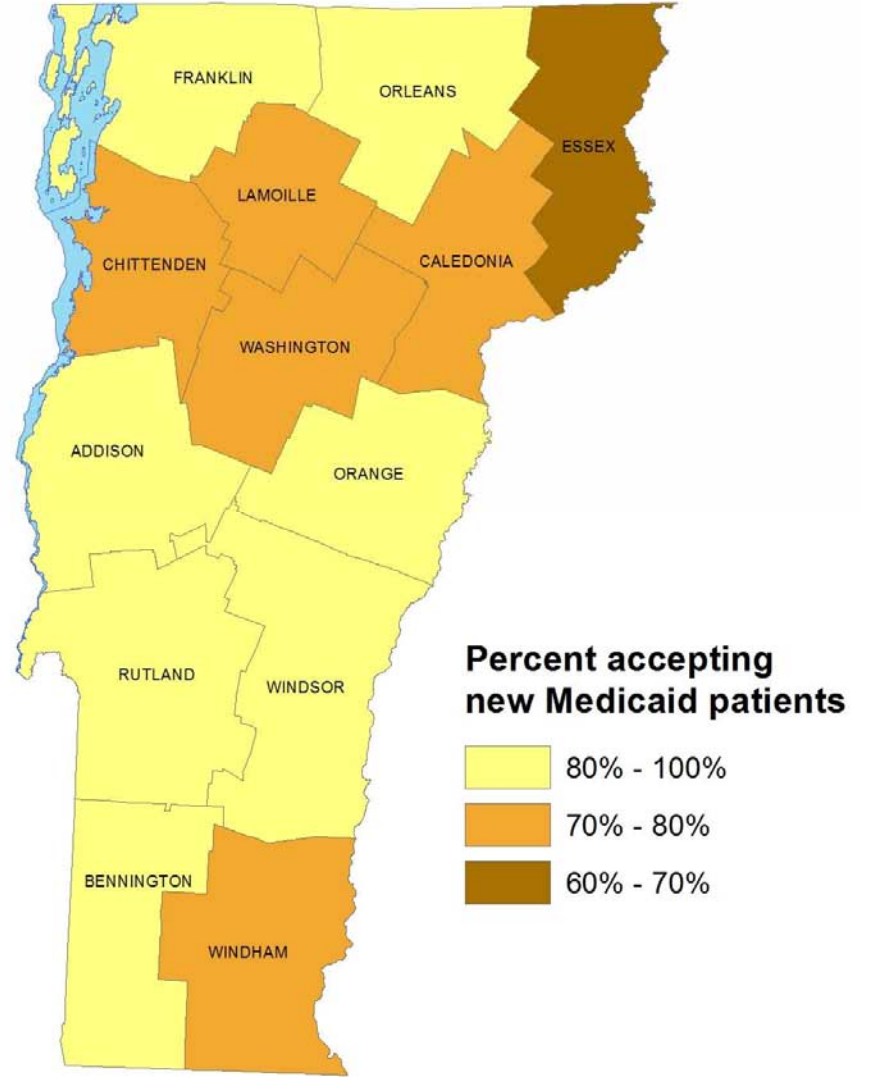 FRANKLIN
ORLEANS
ESSEX
LAMOILLE
CHITTENDEN
CALEDONIA
WASHINGTON
ADDISON
ORANGE
RUTLAND
WINDSOR
Percent accepting
new Medicaid patients
80% - 100%
70% - 80%
60% - 70%
BENNINGTON
WINDHAM